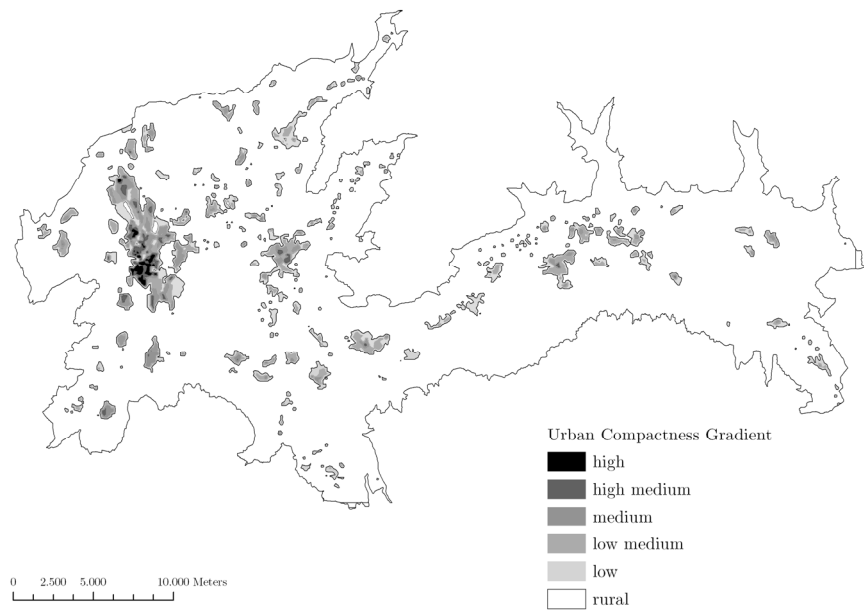 Urban Compactness Gradient
high
high medium
medium
low medium
low
rural
0 2.500 5.000 10.000 Meters